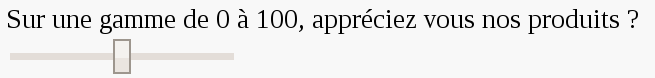 Sur une gamme de 0 à 100, appréciez vous nos produits ?